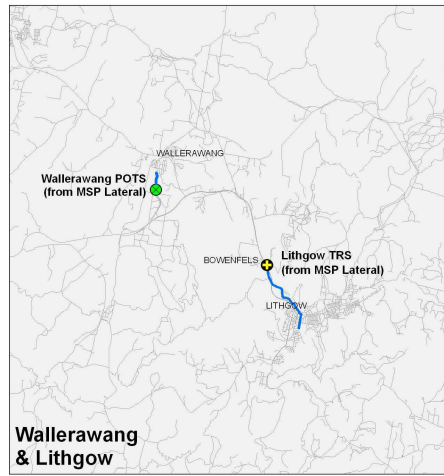 WALLERAWANG
Wallerawang POTS
(from MSP Lateral)
BOWENFELS
Lithgow TRS
(from MSP Lateral)
LITHGOW
Wallerawang
& Lithgow